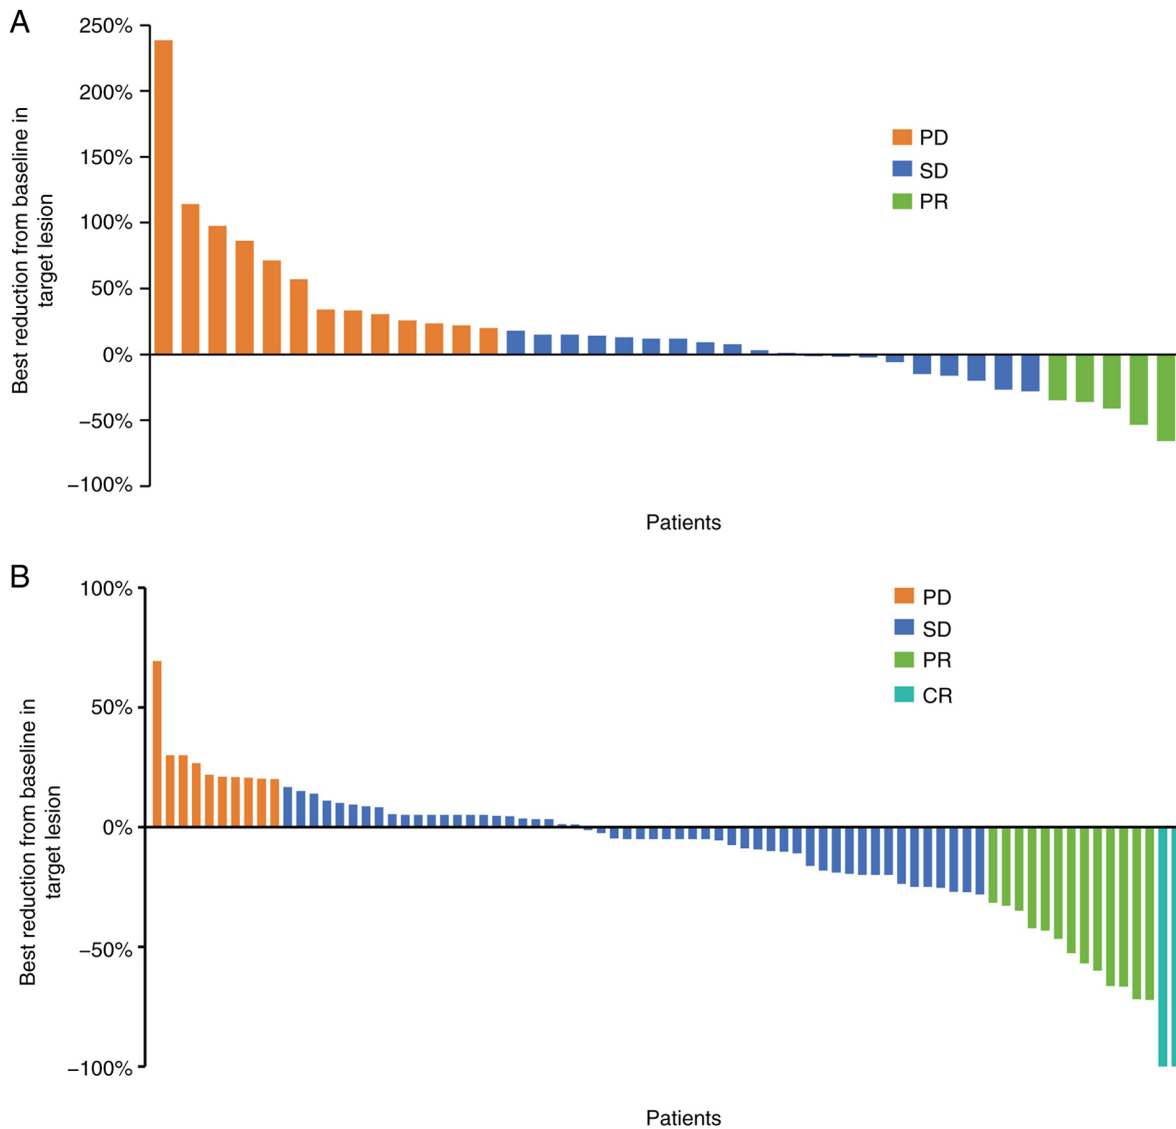 A
250%
200%
150%
100%
50%
0%
−50%
−100%
Best reduction from baseline in
target lesion
PD
SD
PR
Patients
B
100%
50%
0%
−50%
−100%
Best reduction from baseline in
target lesion
PD
SD
PR
CR
Patients